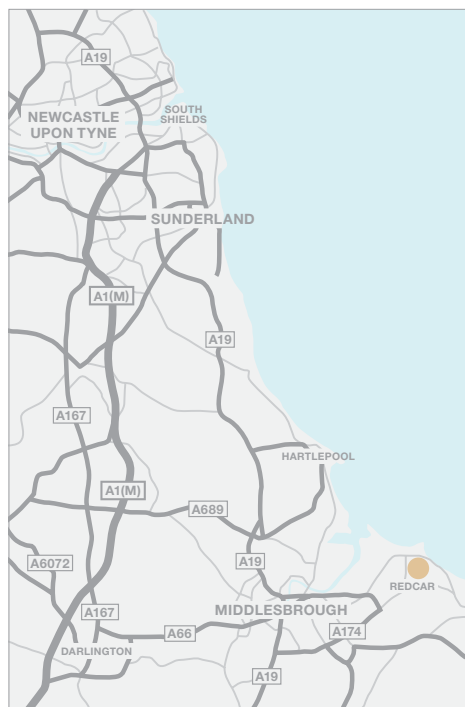 A19
NEWCASTLE
UPON TYNE
SOUTH
SHIELDS
SUNDERLAND
A1(M)
A19
A167
HARTLEPOOL
A1(M)
A689
A6072
A19
REDCAR
A167
MIDDLESBROUGH
A66
A174
DARLINGTON
A19